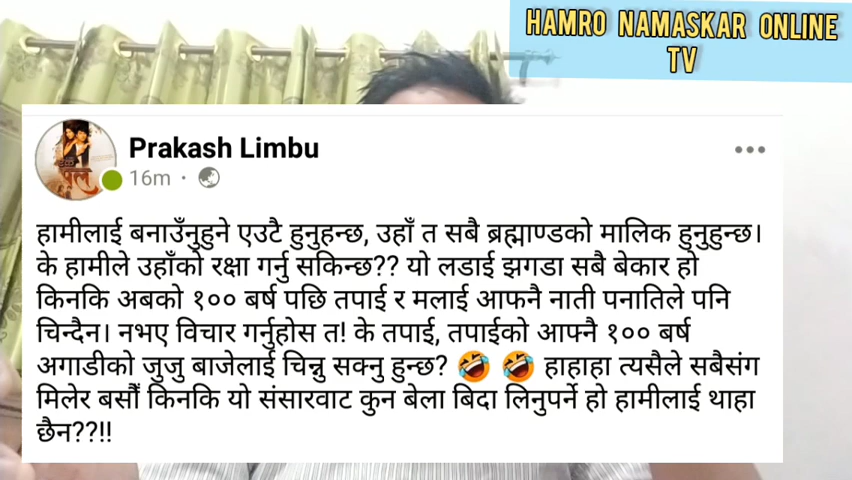 HAMRO NAMASKAR ONLINE
TV
पल
Prakash Limbu
16m
हामीलाई बनाउँनुहुने एउटै हुनुहन्छ, उहाँ त सबै ब्रह्माण्डको मालिक हुनुहुन्छ।
के हामीले उहाँको रक्षा गर्नु सकिन्छ?? यो लडाई झगडा सबै बेकार हो
किनकि अबको १०० बर्ष पछि तपाई र मलाई आफनै नाती पनातिले पनि
चिन्दैन। नभए विचार गर्नुहोस त! के तपाई, तपाईको आफ्नै १०० बर्ष
अगाडीको जुजु बाजेलाई चिन्नु सक्नु हुन्छ? 🤣 🤣 हाहाहा त्यसैले सबैसंग
मिलेर बसौं किनकि यो संसारवाट कुन बेला बिदा लिनुपर्ने हो हामीलाई थाहा
छैन??!!